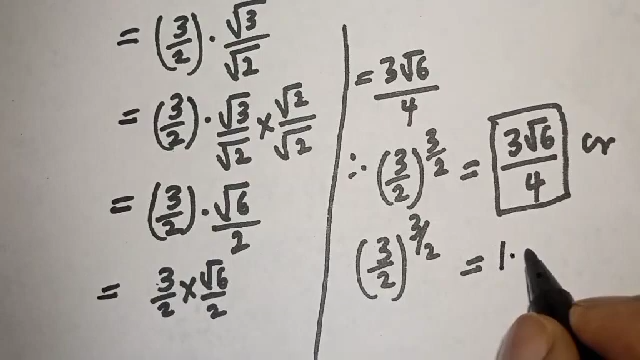 = (3/2) · √3/√2
= (3/2) · √3/√2 × √2/√2
= (3/2) · √6/2
= 3/2 × √6/2
= 3√6/4
∴ (3/2)^3/2 = 3√6/4 or
(3/2)^3/2 = 1.